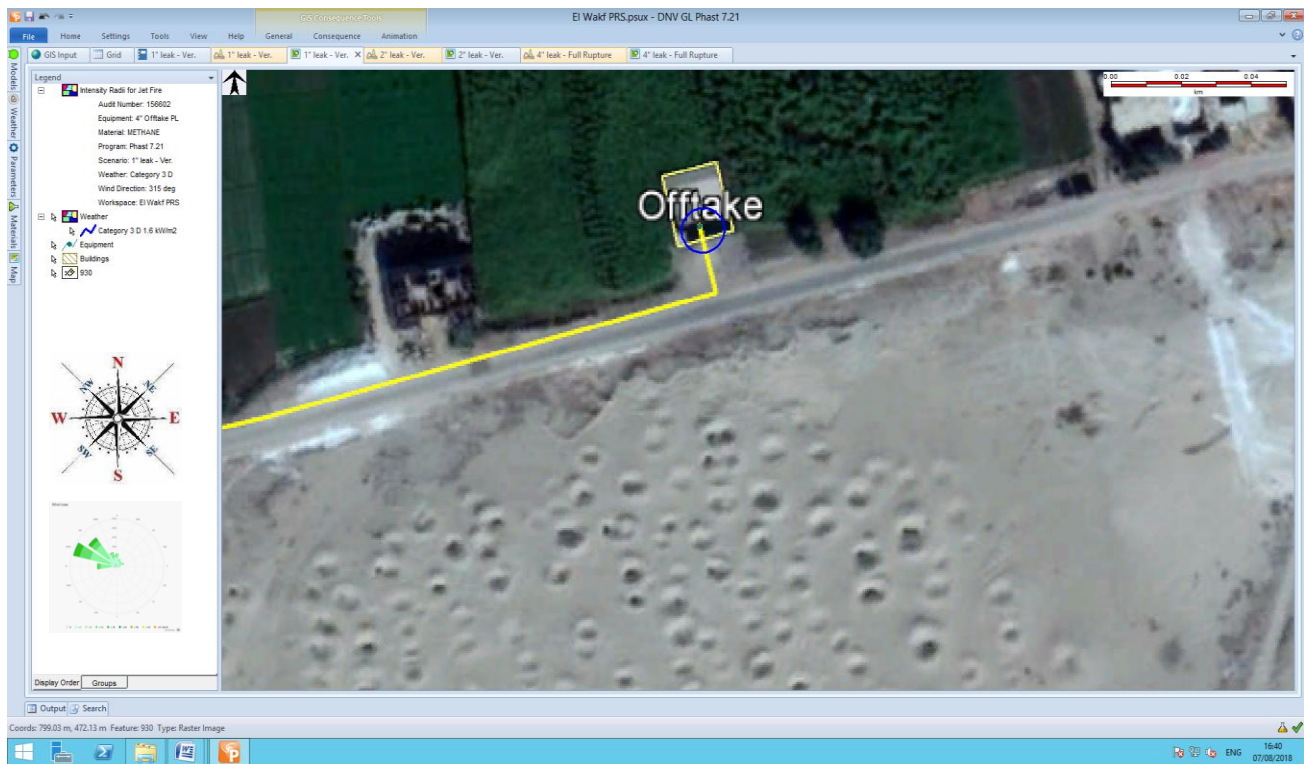 El Wakf PRS.psux - DNV GL Phast 7.21
GIS Consequence Tools
File Home Settings Tools View Help General Consequence Animation
GIS Input Grid 1" leak - Ver. 1" leak - Ver. 1" leak - Ver. 2" leak - Ver. 2" leak - Ver. 4" leak - Full Rupture 4" leak - Full Rupture
Models
Weather
Parameters
Materials
Map
Legend
Intensity Radii for Jet Fire
Audit Number: 156602
Equipment: 4" Offtake PL
Material: METHANE
Program: Phast 7.21
Scenario: 1" leak - Ver.
Weather: Category 3 D
Wind Direction: 315 deg
Workspace: El Wakf PRS
Weather
Category 3 D 1.6 kW/m2
Equipment
Buildings
930
N
NW NE
W E
SW SE
S
0.00 0.02 0.04
km
Offtake
Display Order Groups
Output Search
Coords: 799.03 m, 472.13 m Feature: 930 Type: Raster Image
ENG 16:40
07/08/2018